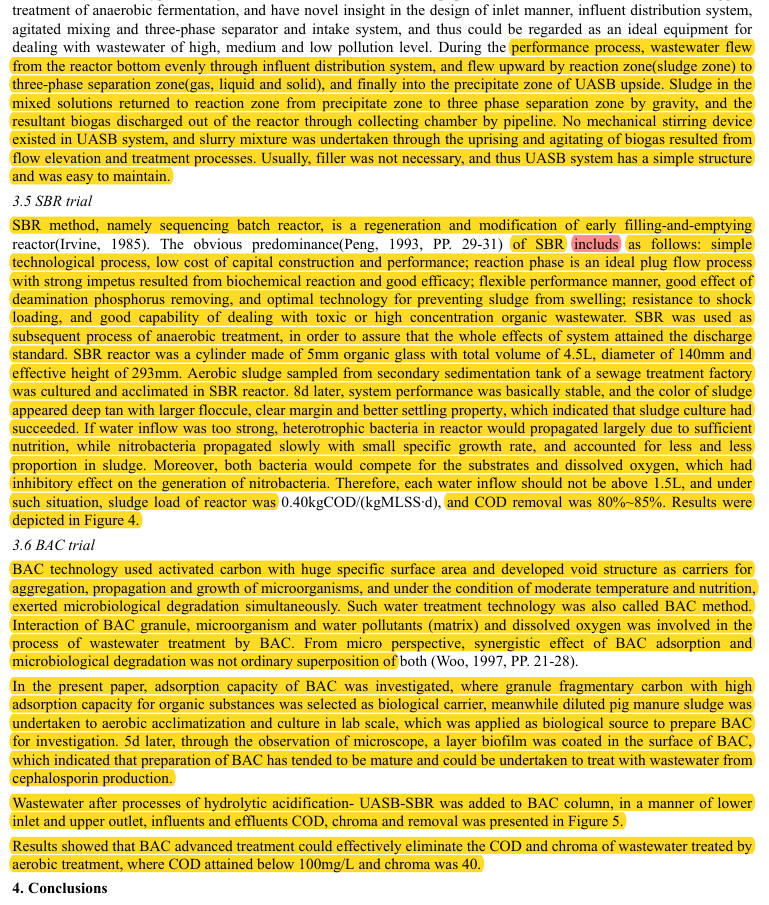 treatment of anaerobic fermentation, and have novel insight in the design of inlet manner, influent distribution system,
agitated mixing and three-phase separator and intake system, and thus could be regarded as an ideal equipment for
dealing with wastewater of high, medium and low pollution level. During the performance process, wastewater flew
from the reactor bottom evenly through influent distribution system, and flew upward by reaction zone(sludge zone) to
three-phase separation zone(gas, liquid and solid), and finally into the precipitate zone of UASB upside. Sludge in the
mixed solutions returned to reaction zone from precipitate zone to three phase separation zone by gravity, and the
resultant biogas discharged out of the reactor through collecting chamber by pipeline. No mechanical stirring device
existed in UASB system, and slurry mixture was undertaken through the uprising and agitating of biogas resulted from
flow elevation and treatment processes. Usually, filler was not necessary, and thus UASB system has a simple structure
and was easy to maintain.
3.5 SBR trial
SBR method, namely sequencing batch reactor, is a regeneration and modification of early filling-and-emptying
reactor(Irvine, 1985). The obvious predominance(Peng, 1993, PP. 29-31) of SBR includs as follows: simple
technological process, low cost of capital construction and performance; reaction phase is an ideal plug flow process
with strong impetus resulted from biochemical reaction and good efficacy; flexible performance manner, good effect of
deamination phosphorus removing, and optimal technology for preventing sludge from swelling; resistance to shock
loading, and good capability of dealing with toxic or high concentration organic wastewater. SBR was used as
subsequent process of anaerobic treatment, in order to assure that the whole effects of system attained the discharge
standard. SBR reactor was a cylinder made of 5mm organic glass with total volume of 4.5L, diameter of 140mm and
effective height of 293mm. Aerobic sludge sampled from secondary sedimentation tank of a sewage treatment factory
was cultured and acclimated in SBR reactor. 8d later, system performance was basically stable, and the color of sludge
appeared deep tan with larger floccule, clear margin and better settling property, which indicated that sludge culture had
succeeded. If water inflow was too strong, heterotrophic bacteria in reactor would propagated largely due to sufficient
nutrition, while nitrobacteria propagated slowly with small specific growth rate, and accounted for less and less
proportion in sludge. Moreover, both bacteria would compete for the substrates and dissolved oxygen, which had
inhibitory effect on the generation of nitrobacteria. Therefore, each water inflow should not be above 1.5L, and under
such situation, sludge load of reactor was 0.40kgCOD/(kgMLSS·d), and COD removal was 80%~85%. Results were
depicted in Figure 4.
3.6 BAC trial
BAC technology used activated carbon with huge specific surface area and developed void structure as carriers for
aggregation, propagation and growth of microorganisms, and under the condition of moderate temperature and nutrition,
exerted microbiological degradation simultaneously. Such water treatment technology was also called BAC method.
Interaction of BAC granule, microorganism and water pollutants (matrix) and dissolved oxygen was involved in the
process of wastewater treatment by BAC. From micro perspective, synergistic effect of BAC adsorption and
microbiological degradation was not ordinary superposition of both (Woo, 1997, PP. 21-28).
In the present paper, adsorption capacity of BAC was investigated, where granule fragmentary carbon with high
adsorption capacity for organic substances was selected as biological carrier, meanwhile diluted pig manure sludge was
undertaken to aerobic acclimatization and culture in lab scale, which was applied as biological source to prepare BAC
for investigation. 5d later, through the observation of microscope, a layer biofilm was coated in the surface of BAC,
which indicated that preparation of BAC has tended to be mature and could be undertaken to treat with wastewater from
cephalosporin production.
Wastewater after processes of hydrolytic acidification- UASB-SBR was added to BAC column, in a manner of lower
inlet and upper outlet, influents and effluents COD, chroma and removal was presented in Figure 5.
Results showed that BAC advanced treatment could effectively eliminate the COD and chroma of wastewater treated by
aerobic treatment, where COD attained below 100mg/L and chroma was 40.
4. Conclusions